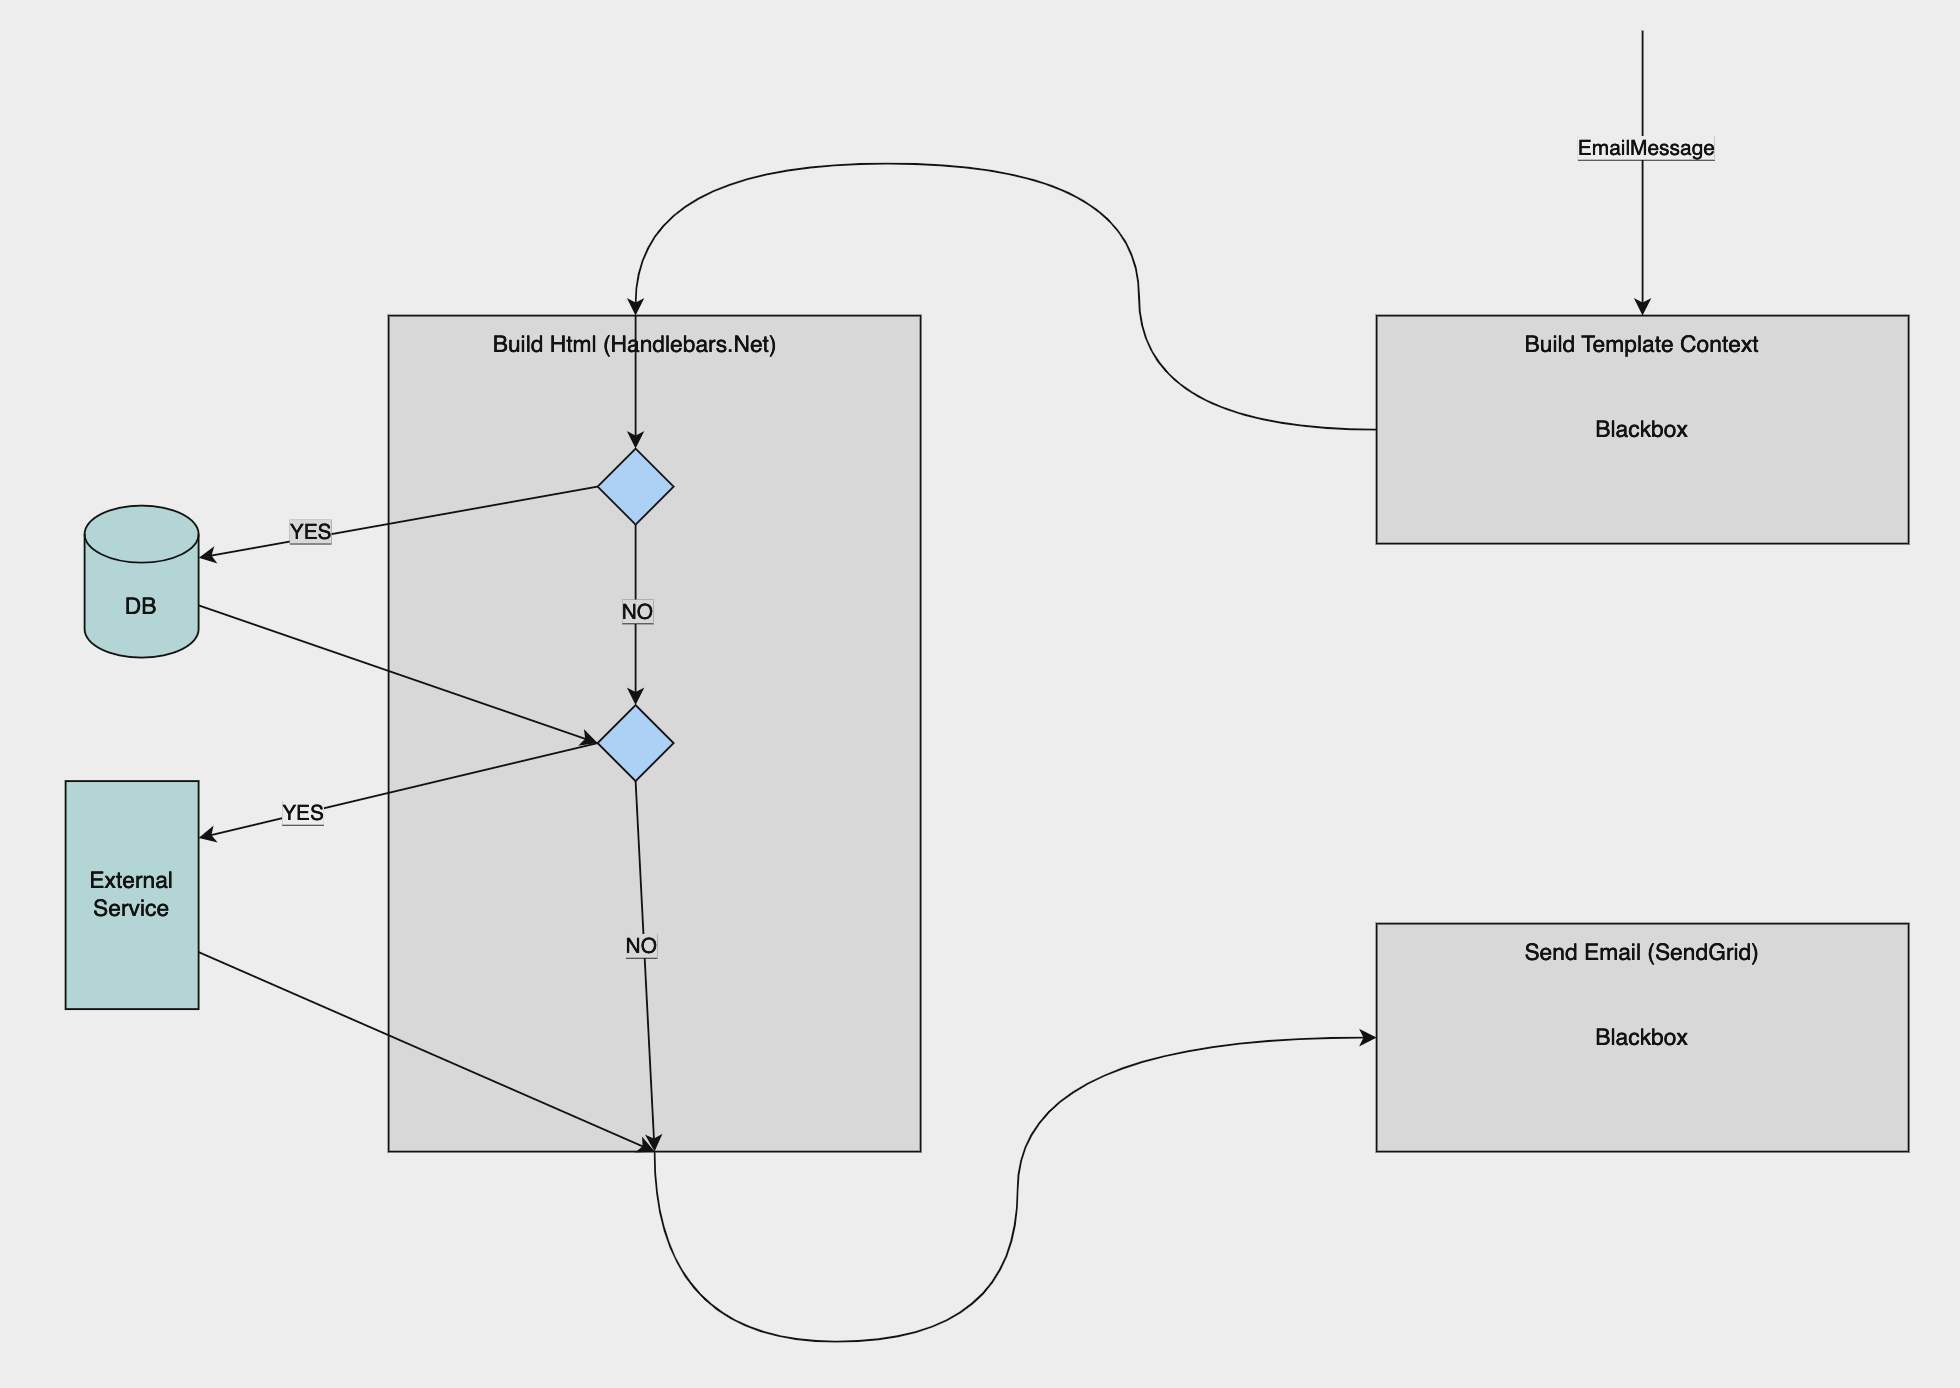 EmailMessage
Build Html (Handlebars.Net)
Build Template Context
Blackbox
YES
DB
NO
YES
External
Service
NO
Send Email (SendGrid)
Blackbox